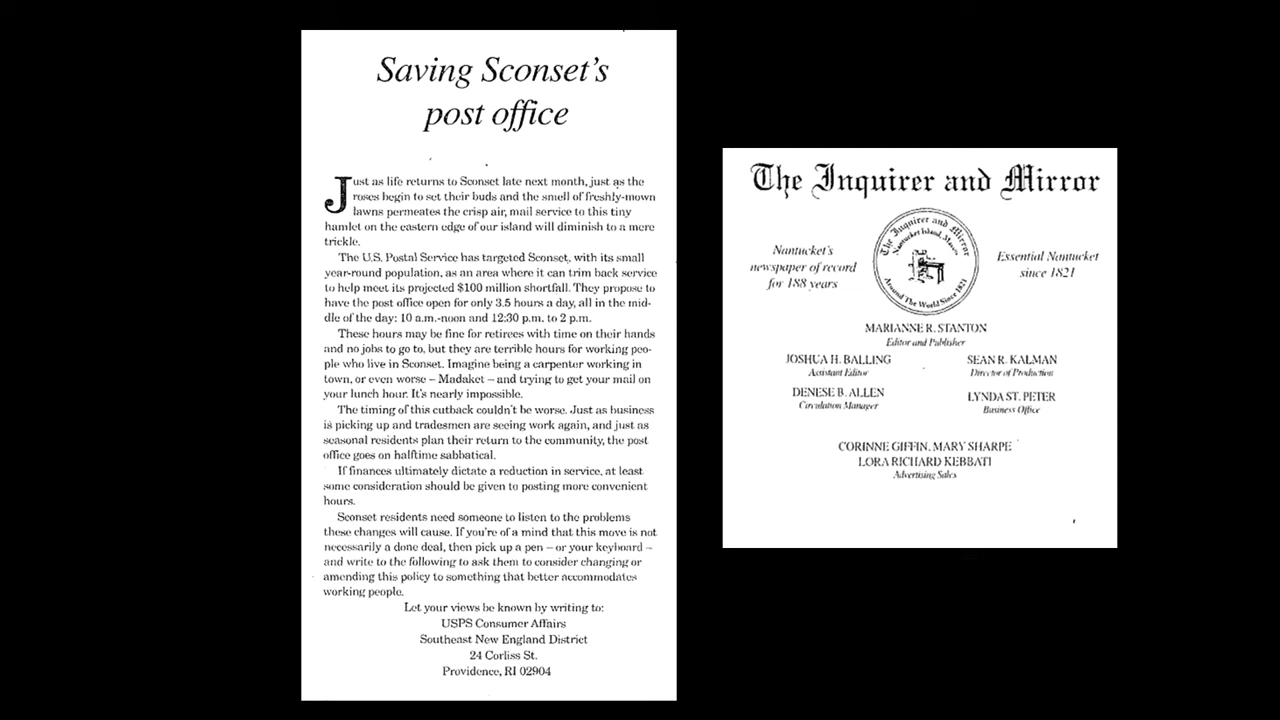 Saving Sconset's
post office
Just as life returns to Sconset late next month, just as the
roses begin to set their buds and the smell of freshly-mown
lawns permeates the crisp air, mail service to this tiny
hamlet on the eastern edge of our island will diminish to a mere
trickle.
The U.S. Postal Service has targeted Sconset, with its small
year-round population, as an area where it can trim back service
to help meet its projected $100 million shortfall. They propose to
have the post office open for only 3.5 hours a day, all in the mid-
dle of the day: 10 a.m.-noon and 12:30 p.m. to 2 p.m.
These hours may be fine for retirees with time on their hands
and no jobs to go to, but they are terrible hours for working peo-
ple who live in Sconset. Imagine being a carpenter working in
town, or even worse – Madaket – and trying to get your mail on
your lunch hour. It's nearly impossible.
The timing of this cutback couldn't be worse. Just as business
is picking up and tradesmen are seeing work again, and just as
seasonal residents plan their return to the community, the post
office goes on halftime sabbatical.
If finances ultimately dictate a reduction in service, at least
some consideration should be given to posting more convenient
hours.
Sconset residents need someone to listen to the problems
these changes will cause. If you're of a mind that this move is not
necessarily a done deal, then pick up a pen – or your keyboard –
and write to the following to ask them to consider changing or
amending this policy to something that better accommodates
working people.
Let your views be known by writing to:
USPS Consumer Affairs
Southeast New England District
24 Corliss St.
Providence, RI 02904
The Inquirer and Mirror
Nantucket's
newspaper of record
for 188 years
The Inquirer and Mirror
Nantucket Island, Mass.
Around The World Since 1821
Essential Nantucket
since 1821
MARIANNE R. STANTON
Editor and Publisher
JOSHUA H. BALLING
Assistant Editor
SEAN R. KALMAN
Director of Production
DENESE B. ALLEN
Circulation Manager
LYNDA ST. PETER
Business Office
CORINNE GIFFIN, MARY SHARPE
LORA RICHARD KEBBATI
Advertising Sales